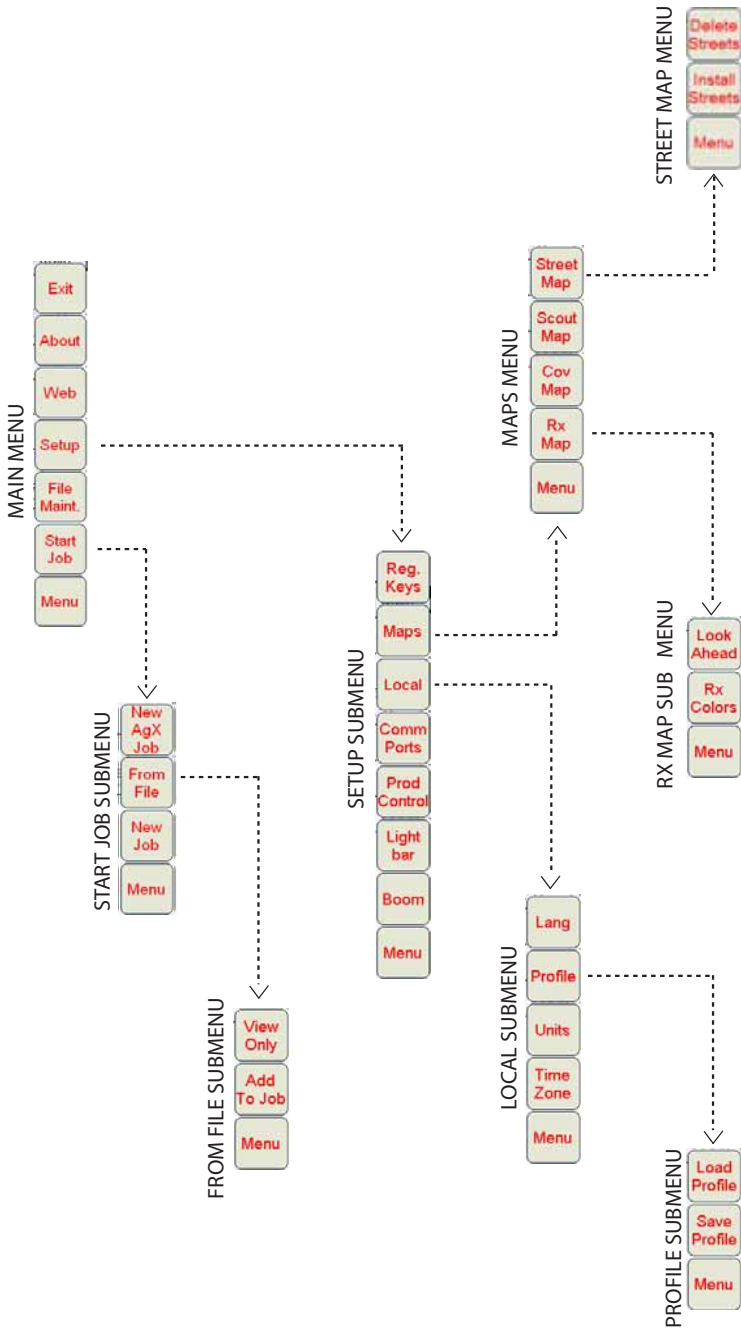 MAIN MENU
Exit
About
Web
Setup
File
Maint.
Start
Job
Menu
START JOB SUBMENU
New
AgX
Job
From
File
New
Job
Menu
FROM FILE SUBMENU
View
Only
Add
To Job
Menu
SETUP SUBMENU
Reg.
Keys
Maps
Local
Comm
Ports
Prod
Control
Light
bar
Boom
Menu
MAPS MENU
Street
Map
Scout
Map
Cov
Map
Rx
Map
Menu
STREET MAP MENU
Delete
Streets
Install
Streets
Menu
RX MAP SUB MENU
Look
Ahead
Rx
Colors
Menu
LOCAL SUBMENU
Lang
Profile
Units
Time
Zone
Menu
PROFILE SUBMENU
Load
Profile
Save
Profile
Menu